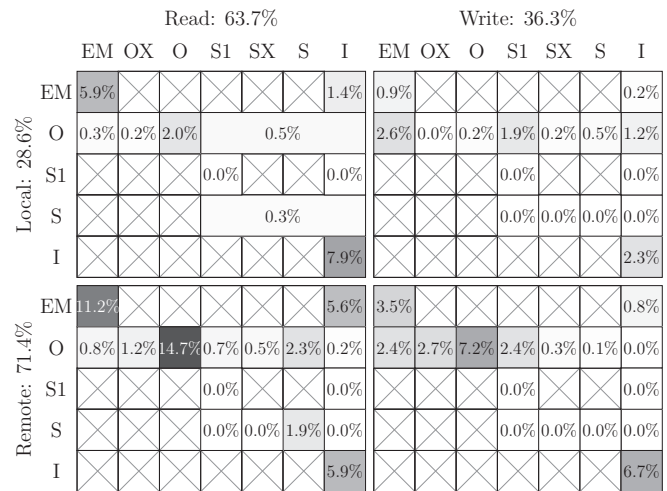 Read: 63.7% Write: 36.3%
EM OX O S1 SX S I EM OX O S1 SX S I
Local: 28.6%
EM 5.9% 1.4% 0.9% 0.2%
O 0.3% 0.2% 2.0% 0.5% 2.6% 0.0% 0.2% 1.9% 0.2% 0.5% 1.2%
S1 0.0% 0.0% 0.0% 0.0%
S 0.3% 0.0% 0.0% 0.0% 0.0%
I 7.9% 2.3%
Remote: 71.4%
EM 11.2% 5.6% 3.5% 0.8%
O 0.8% 1.2% 14.7% 0.7% 0.5% 2.3% 0.2% 2.4% 2.7% 7.2% 2.4% 0.3% 0.1% 0.0%
S1 0.0% 0.0% 0.0% 0.0%
S 0.0% 0.0% 1.9% 0.0% 0.0% 0.0% 0.0% 0.0%
I 5.9% 6.7%